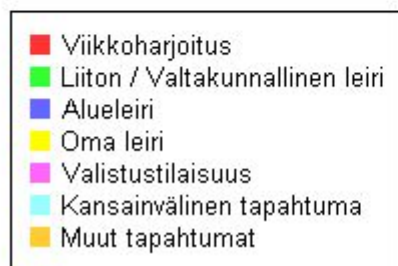 Viikkoharjoitus
Liiton / Valtakunnallinen leiri
Alueleiri
Oma leiri
Valistustilaisuus
Kansainvälinen tapahtuma
Muut tapahtumat